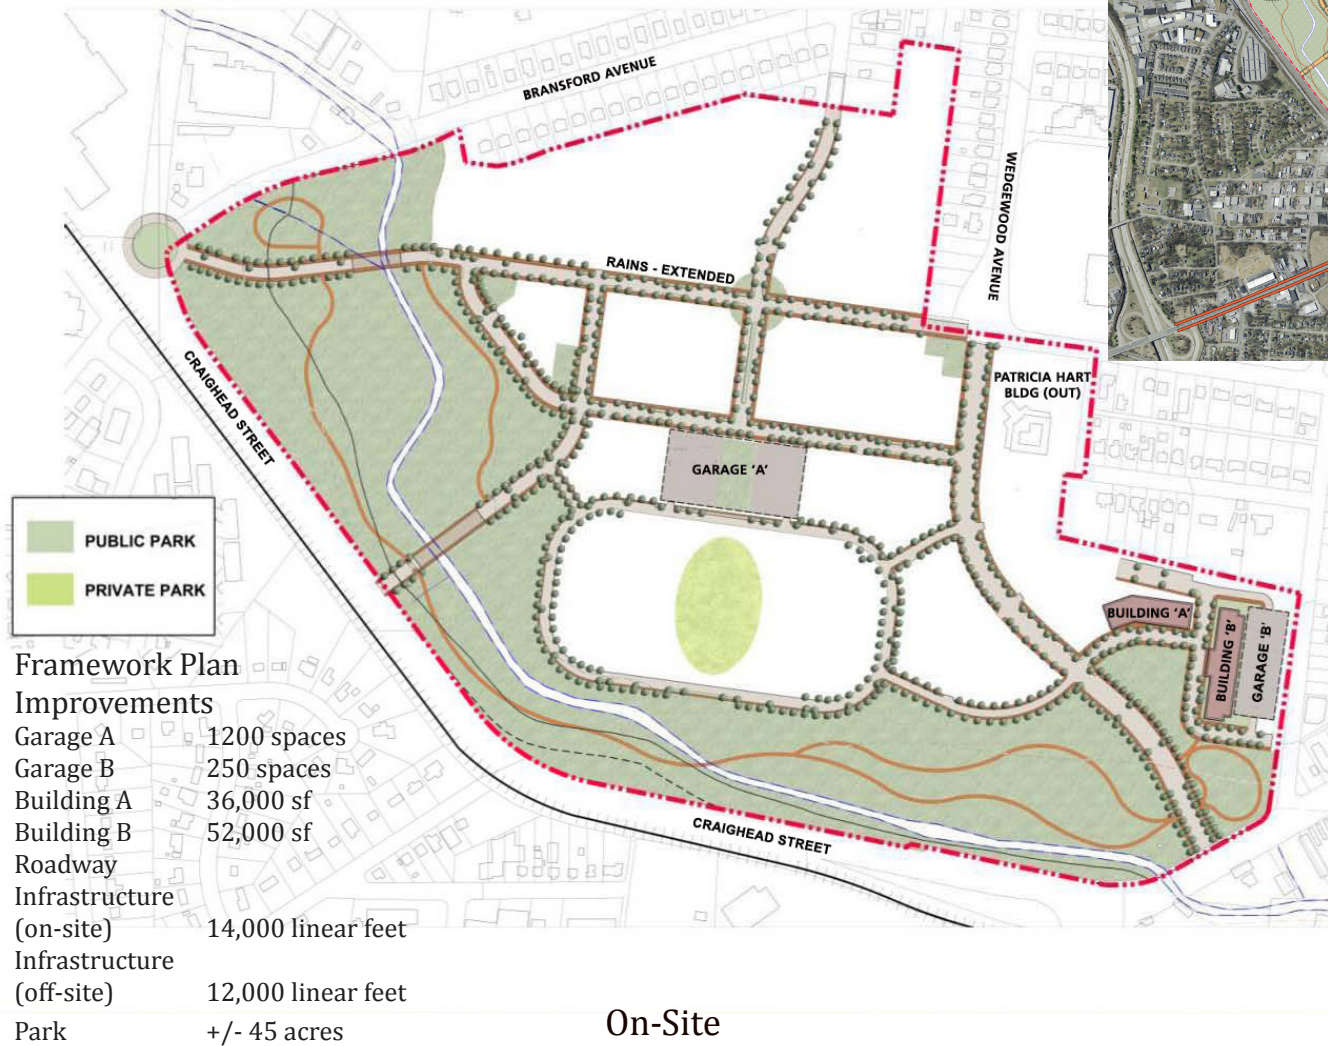 BRANSFORD AVENUE
WEDGEWOOD AVENUE
RAINS - EXTENDED
CRAIGHEAD STREET
PATRICIA HART
BLDG (OUT)
GARAGE 'A'
PUBLIC PARK
PRIVATE PARK
BUILDING 'A'
BUILDING 'B'
GARAGE 'B'
CRAIGHEAD STREET
Framework Plan
Improvements
Garage A 1200 spaces
Garage B 250 spaces
Building A 36,000 sf
Building B 52,000 sf
Roadway
Infrastructure
(on-site) 14,000 linear feet
Infrastructure
(off-site) 12,000 linear feet
Park +/- 45 acres
On-Site